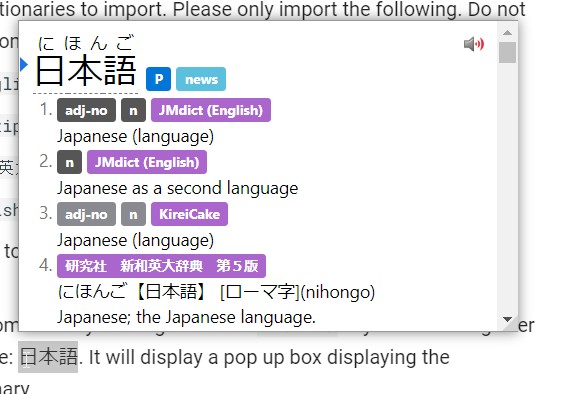 tionaries to import. Please only import the following. Do not
にほんご
日本語 P news
1. adj-no n JMdict (English)
Japanese (language)
2. n JMdict (English)
Japanese as a second language
3. adj-no n KireiCake
Japanese (language)
4. 研究社 新和英大辞典 第5版
にほんご【日本語】 [ローマ字](nihongo)
Japanese; the Japanese language.
e: 日本語. It will display a pop up box displaying the